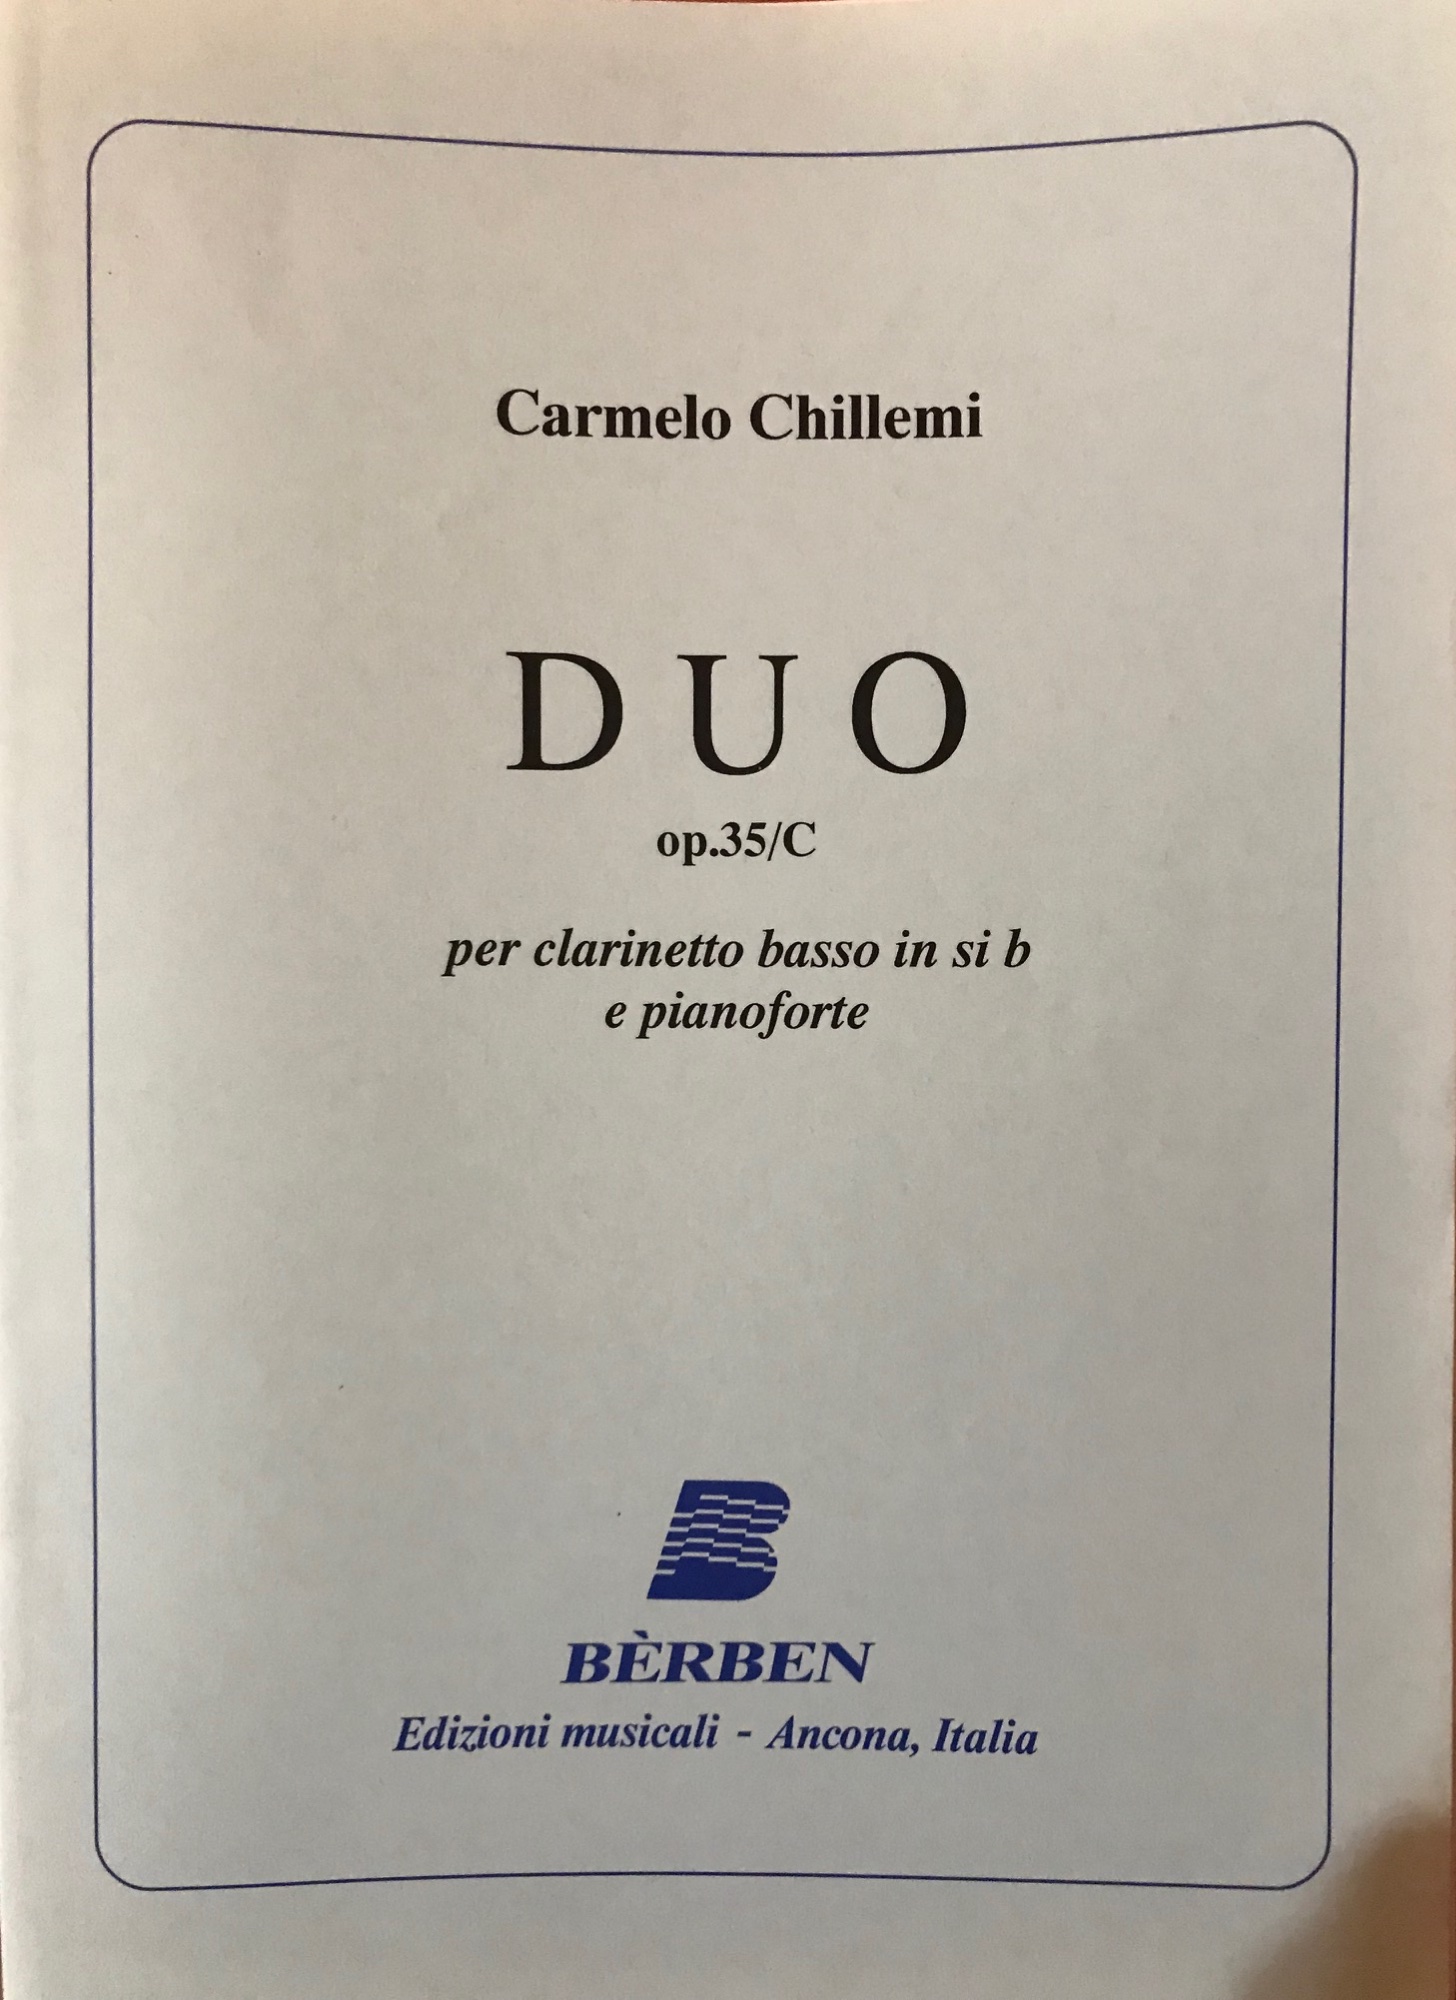 Carmelo Chillemi
DUO
op.35/C
per clarinetto basso in si b
e pianoforte
B
BÈRBEN
Edizioni musicali - Ancona, Italia